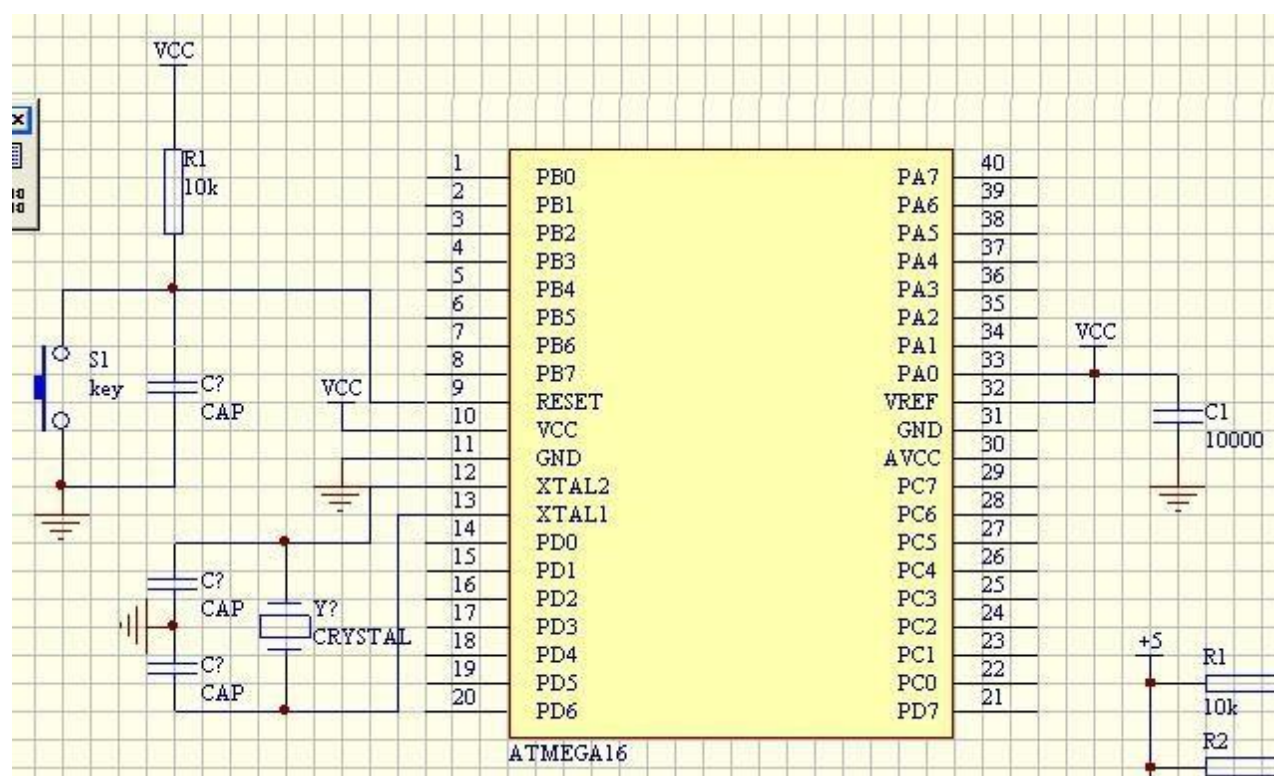 VCC
R1
10k
S1
key
C?
CAP
VCC
C?
CAP
C?
CAP
Y?
CRYSTAL
1
2
3
4
5
6
7
8
9
10
11
12
13
14
15
16
17
18
19
20
PB0
PB1
PB2
PB3
PB4
PB5
PB6
PB7
RESET
VCC
GND
XTAL2
XTAL1
PD0
PD1
PD2
PD3
PD4
PD5
PD6
PA7
PA6
PA5
PA4
PA3
PA2
PA1
PA0
VREF
GND
AVCC
PC7
PC6
PC5
PC4
PC3
PC2
PC1
PC0
PD7
40
39
38
37
36
35
34
33
32
31
30
29
28
27
26
25
24
23
22
21
ATMEGA16
VCC
C1
10000
+5
R1
10k
R2